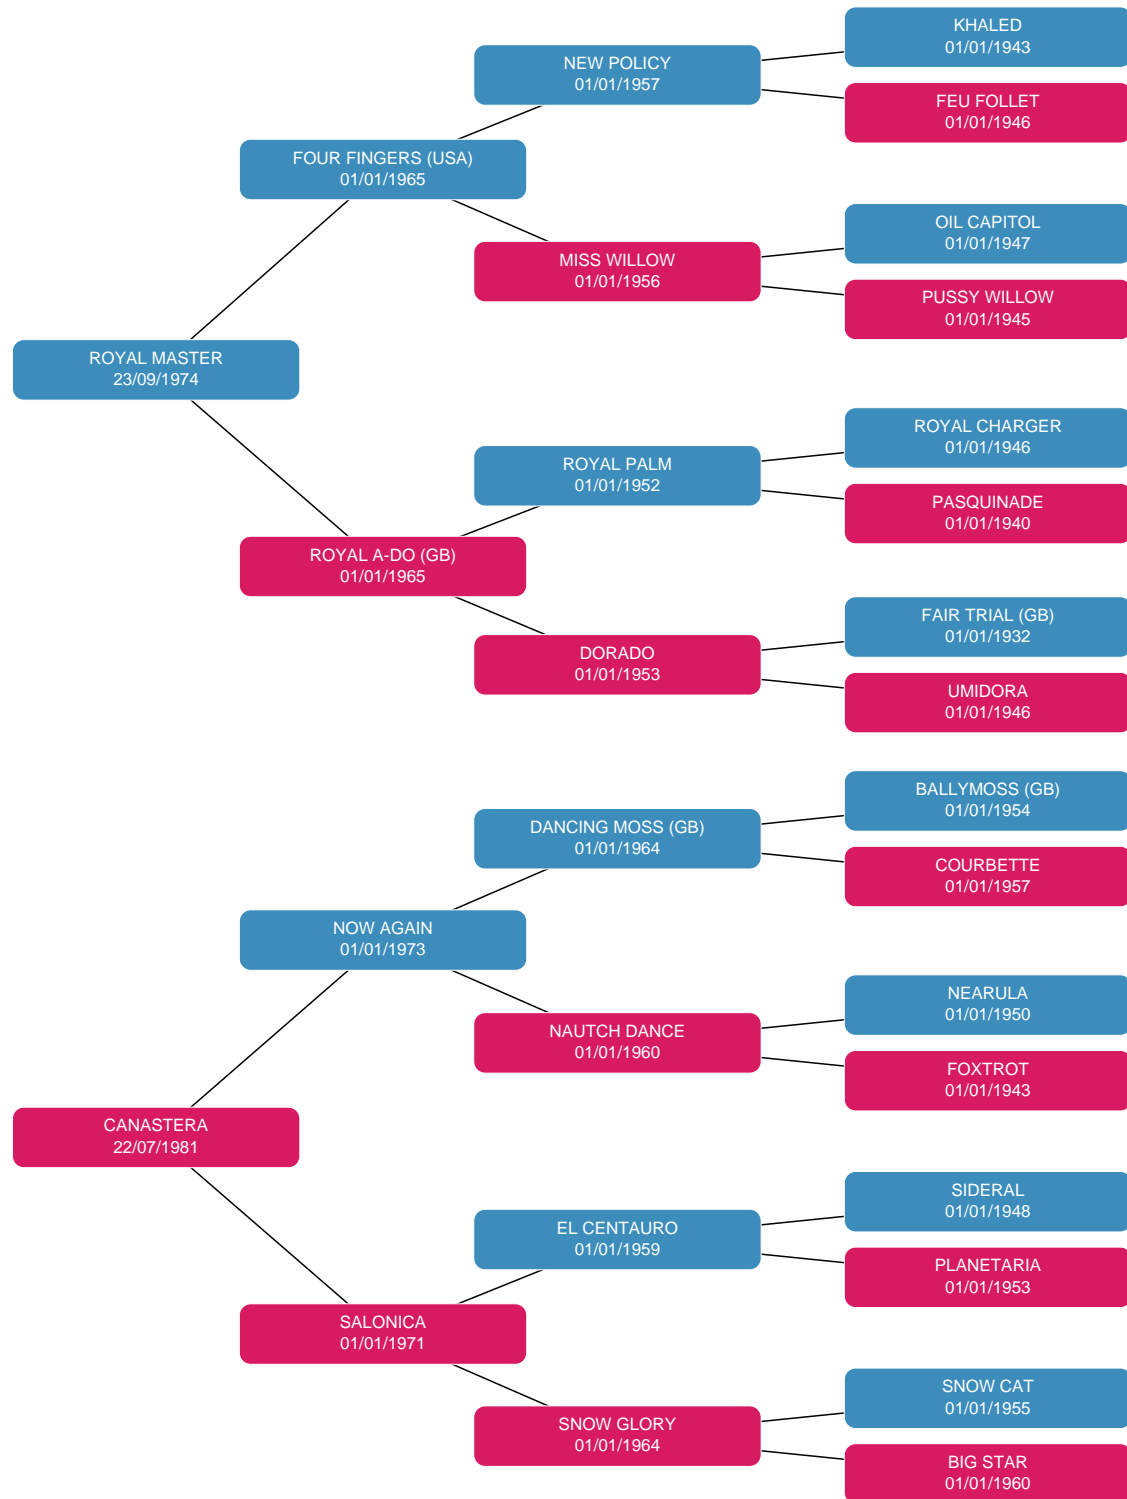 KHALED
01/01/1943
NEW POLICY
01/01/1957
FEU FOLLET
01/01/1946
FOUR FINGERS (USA)
01/01/1965
OIL CAPITOL
01/01/1947
MISS WILLOW
01/01/1956
PUSSY WILLOW
01/01/1945
ROYAL MASTER
23/09/1974
ROYAL CHARGER
01/01/1946
ROYAL PALM
01/01/1952
PASQUINADE
01/01/1940
ROYAL A-DO (GB)
01/01/1965
FAIR TRIAL (GB)
01/01/1932
DORADO
01/01/1953
UMIDORA
01/01/1946
BALLYMOSS (GB)
01/01/1954
DANCING MOSS (GB)
01/01/1964
COURBETTE
01/01/1957
NOW AGAIN
01/01/1973
NEARULA
01/01/1950
NAUTCH DANCE
01/01/1960
FOXTROT
01/01/1943
CANASTERA
22/07/1981
SIDERAL
01/01/1948
EL CENTAURO
01/01/1959
PLANETARIA
01/01/1953
SALONICA
01/01/1971
SNOW CAT
01/01/1955
SNOW GLORY
01/01/1964
BIG STAR
01/01/1960